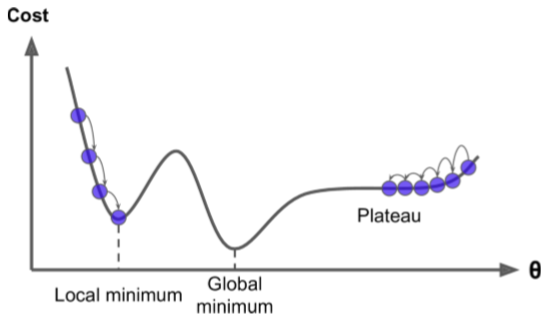 Cost
Plateau
θ
Local minimum
Global
minimum